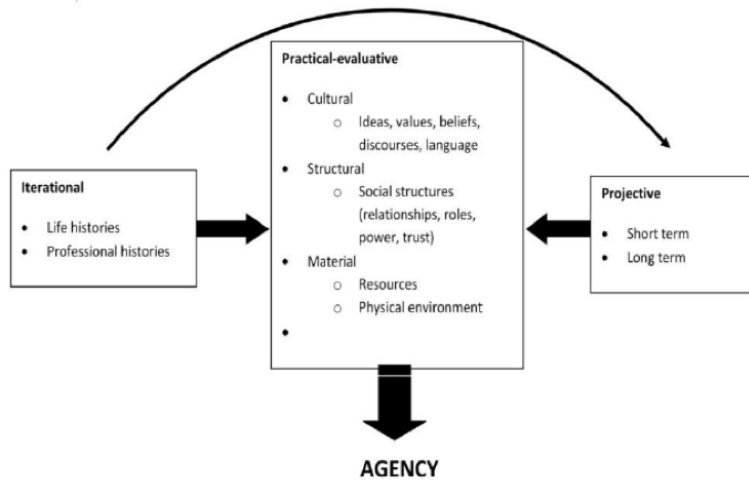 Practical-evaluative
• Cultural
o Ideas, values, beliefs,
discourses, language
• Structural
o Social structures
(relationships, roles,
power, trust)
• Material
o Resources
o Physical environment
•
Iterational
• Life histories
• Professional histories
Projective
• Short term
• Long term
AGENCY